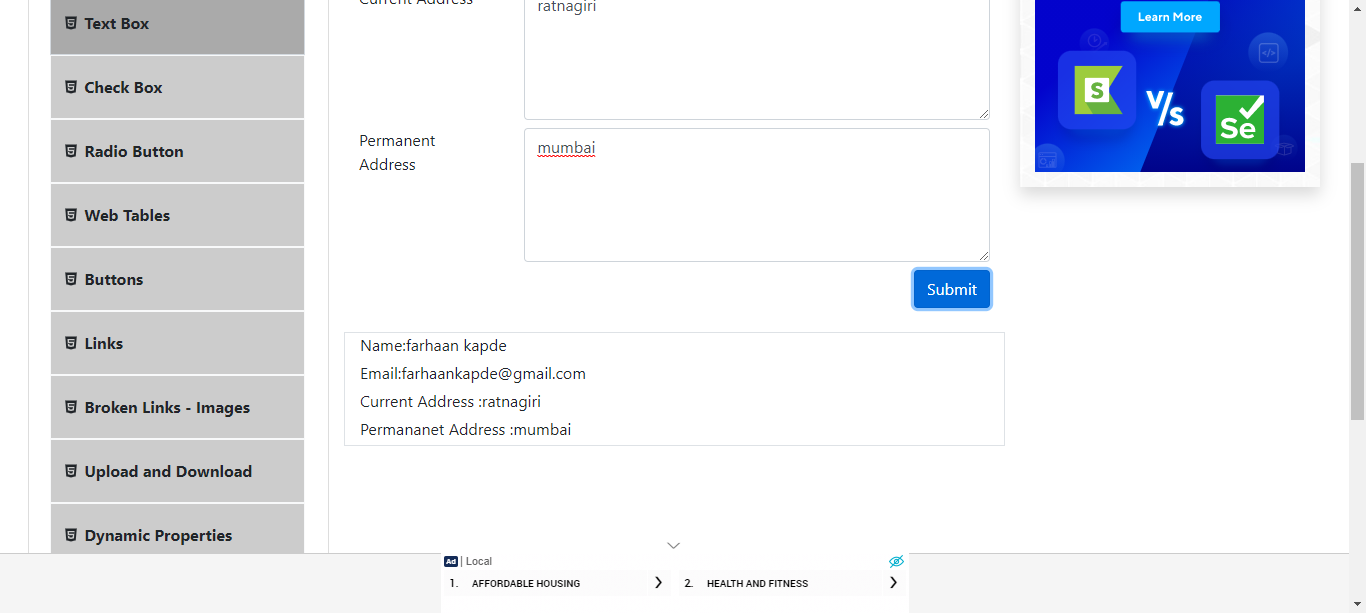 Text Box
Check Box
Radio Button
Web Tables
Buttons
Links
Broken Links - Images
Upload and Download
Dynamic Properties
Current Address
ratnagiri
Permanent
Address
mumbai
Submit
Name:farhaan kapde
Email:farhaankapde@gmail.com
Current Address :ratnagiri
Permananet Address :mumbai
Learn More
S
V/s
Se
Ad | Local
1. AFFORDABLE HOUSING
2. HEALTH AND FITNESS